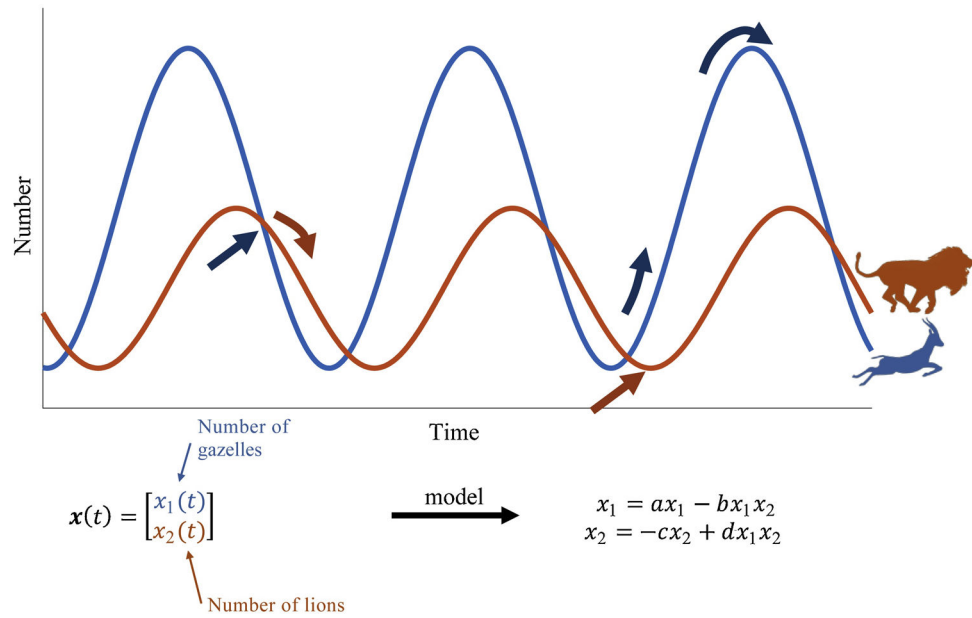 Number
Time
Number of
gazelles
x(t) = [x₁(t)
x₂(t)]
model
x₁ = ax₁ − bx₁x₂
x₂ = −cx₂ + dx₁x₂
Number of lions